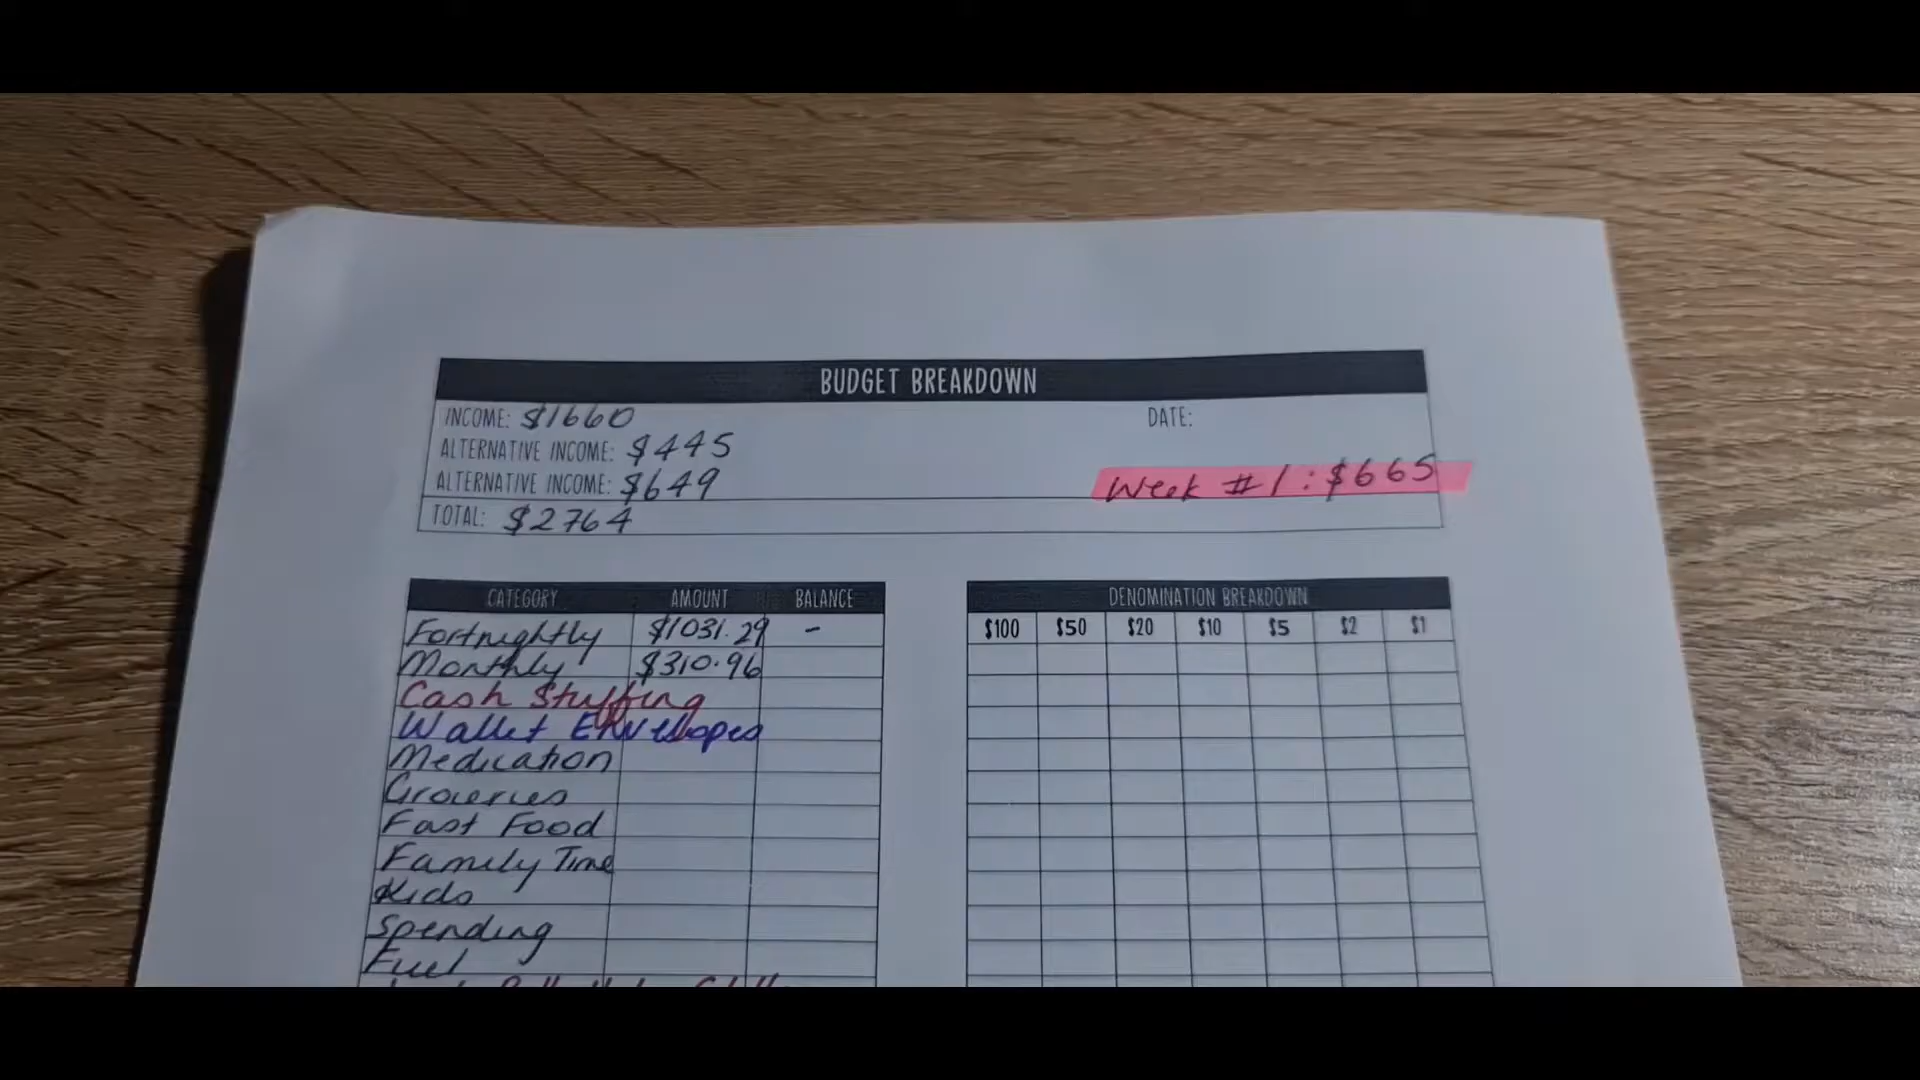 BUDGET BREAKDOWN
INCOME: $1660
DATE:
ALTERNATIVE INCOME: $445
ALTERNATIVE INCOME: $649
Week #1: $665
TOTAL: $2764
CATEGORY AMOUNT BALANCE
DENOMINATION BREAKDOWN
$100 $50 $20 $10 $5 $2 $1
Fortnightly $1031.29 -
Monthly $310.96
Cash Stuffing
Wallet Envelopes
Medication
Groceries
Fast Food
Family Time
Kids
Spending
Fuel